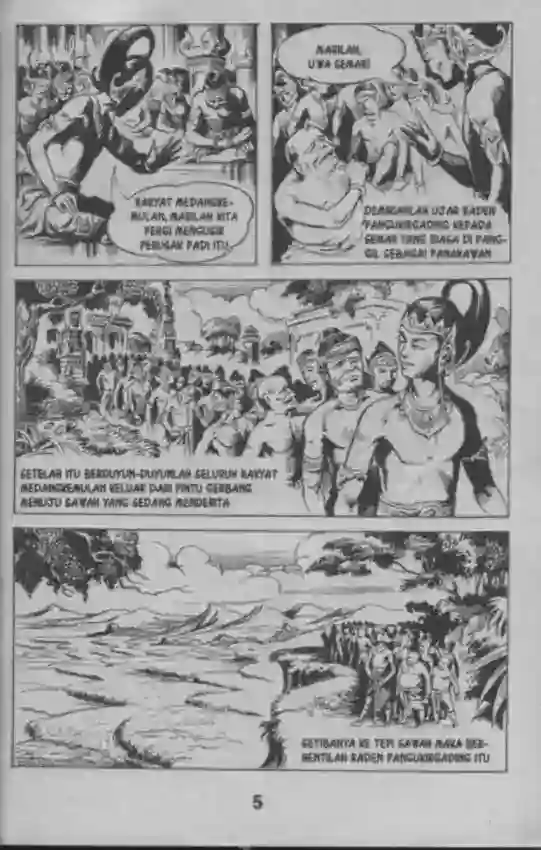 RAKYAT MEDANGKE-
MULAN, MARILAH KITA
PERGI MENGUSIR
PERUSAK PADI ITU
MARILAH,
UWA SEMAR!
DEMIKIANLAH UJAR RADEN
PANGUKIRGADING KEPADA
SEMAR YANG BIASA DI PANG-
GIL SEBAGAI PANAKAWAN
SETELAH ITU BERDUYUN-DUYUNLAH SELURUH RAKYAT
MEDANGKEMULAN KELUAR DARI PINTU GERBANG
MENUJU SAWAH YANG SEDANG MENDERITA
SETIBANYA KE TEPI SAWAH MAKA BER-
HENTILAH RADEN PANGUKIRGADING ITU
5